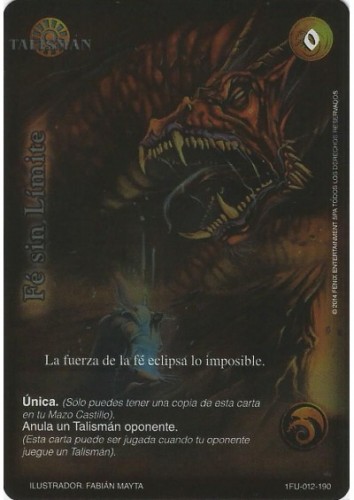 TALISMÁN
0
Fé sin Límite
© 2014 FENIX ENTERTAINMENT SPA TODOS LOS DERECHOS RESERVADOS
La fuerza de la fé eclipsa lo imposible.
Única. (Sólo puedes tener una copia de esta carta
en tu Mazo Castillo).
Anula un Talismán oponente.
(Esta carta puede ser jugada cuando tu oponente
juegue un Talismán).
ILUSTRADOR: FABIÁN MAYTA
1FU-012-190